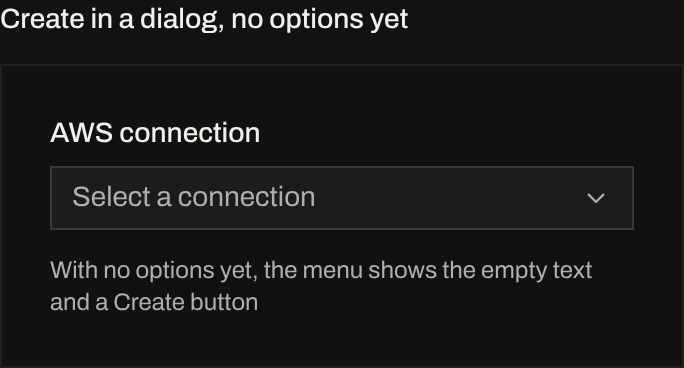 Create in a dialog, no options yet
AWS connection
Select a connection
With no options yet, the menu shows the empty text
and a Create button